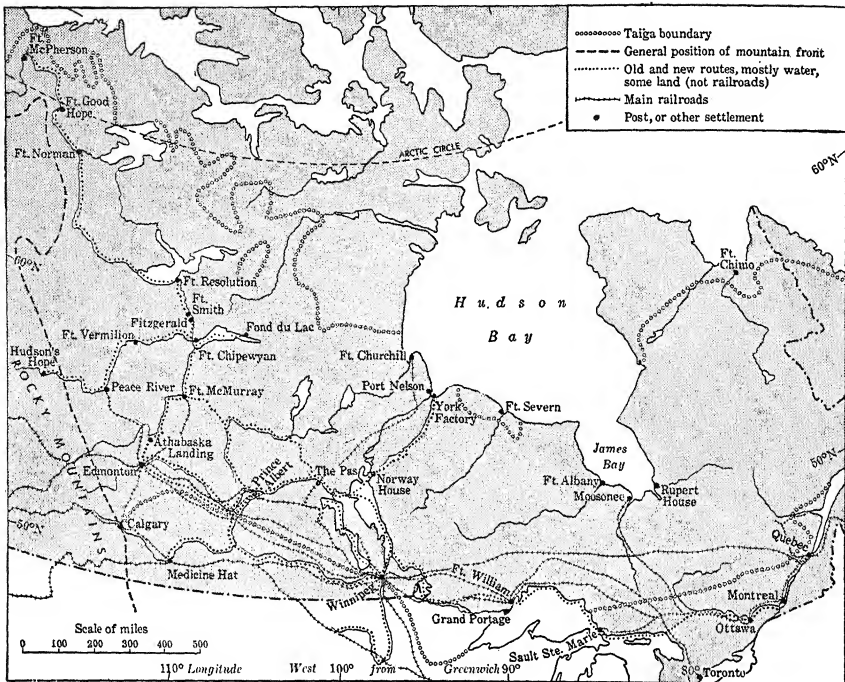 Taiga boundary
General position of mountain front
Old and new routes, mostly water,
some land (not railroads)
Main railroads
Post, or other settlement
Ft.
McPherson
Ft. Good
Hope
Ft. Norman
ARCTIC CIRCLE
60°N
60°N
Ft. Resolution
Ft.
Smith
Fitzgerald
Ft. Vermilion
Fond du Lac
Ft. Chipewyan
Hudson's
Hope
Peace River
Ft. McMurray
Ft. Chimo
Hudson
Bay
Ft. Churchill
Port Nelson
York
Factory
Ft. Severn
ROCKY MOUNTAINS
Athabaska
Landing
Edmonton
Prince
Albert
The Pas
Norway
House
James
Bay
Ft. Albany
Moosonee
Rupert
House
50°N
50°N
Calgary
Medicine Hat
Winnipeg
Ft. William
Grand Portage
Quebec
Montreal
Ottawa
Sault Ste. Marie
Scale of miles
0 100 200 300 400 500
110° Longitude West 100° from Greenwich 90°
80° Toronto